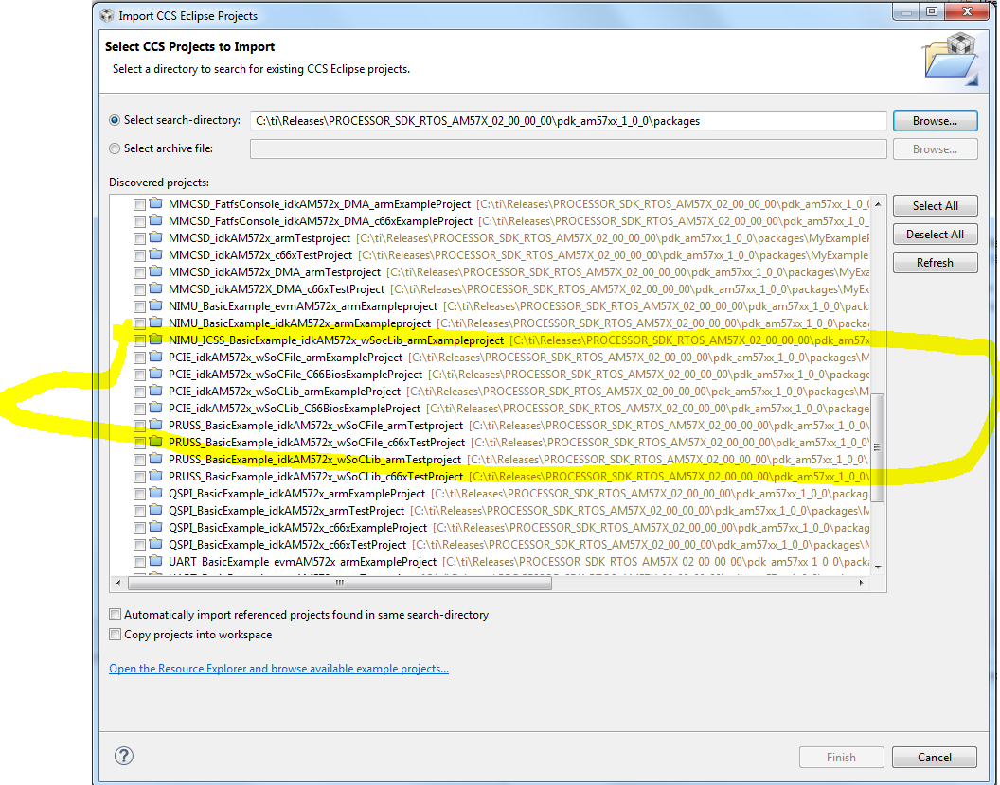 Import CCS Eclipse Projects
Select CCS Projects to Import
Select a directory to search for existing CCS Eclipse projects.
Select search-directory: C:\ti\Releases\PROCESSOR_SDK_RTOS_AM57X_02_00_00_00\pdk_am57xx_1_0_0\packages Browse...
Select archive file: Browse...
Discovered projects:
MMCSD_FatfsConsole_idkAM572x_DMA_armExampleProject [C:\ti\Releases\PROCESSOR_SDK_RTOS_AM57X_02_00_00_00\pdk_am57xx_1_0_0
MMCSD_FatfsConsole_idkAM572x_DMA_c66xExampleProject [C:\ti\Releases\PROCESSOR_SDK_RTOS_AM57X_02_00_00_00\pdk_am57xx_1_0_
MMCSD_idkAM572x_armTestproject [C:\ti\Releases\PROCESSOR_SDK_RTOS_AM57X_02_00_00_00\pdk_am57xx_1_0_0\packages\MyExampleP
MMCSD_idkAM572x_c66xTestProject [C:\ti\Releases\PROCESSOR_SDK_RTOS_AM57X_02_00_00_00\pdk_am57xx_1_0_0\packages\MyExample
MMCSD_idkAM572x_DMA_armTestproject [C:\ti\Releases\PROCESSOR_SDK_RTOS_AM57X_02_00_00_00\pdk_am57xx_1_0_0\packages\MyExa
MMCSD_idkAM572X_DMA_c66xTestProject [C:\ti\Releases\PROCESSOR_SDK_RTOS_AM57X_02_00_00_00\pdk_am57xx_1_0_0\packages\MyE
NIMU_BasicExample_evmAM572x_armExampleproject [C:\ti\Releases\PROCESSOR_SDK_RTOS_AM57X_02_00_00_00\pdk_am57xx_1_0_0\pac
NIMU_BasicExample_idkAM572x_armExampleproject [C:\ti\Releases\PROCESSOR_SDK_RTOS_AM57X_02_00_00_00\pdk_am57xx_1_0_0\pack
NIMU_ICSS_BasicExample_idkAM572x_wSocLib_armExampleproject [C:\ti\Releases\PROCESSOR_SDK_RTOS_AM57X_02_00_00_00\pdk_am57x
PCIE_idkAM572x_wSoCFile_armExampleProject [C:\ti\Releases\PROCESSOR_SDK_RTOS_AM57X_02_00_00_00\pdk_am57xx_1_0_0\packages\M
PCIE_idkAM572x_wSoCFile_C66BiosExampleProject [C:\ti\Releases\PROCESSOR_SDK_RTOS_AM57X_02_00_00_00\pdk_am57xx_1_0_0\package
PCIE_idkAM572x_wSoCLib_armExampleProject [C:\ti\Releases\PROCESSOR_SDK_RTOS_AM57X_02_00_00_00\pdk_am57xx_1_0_0\packages\M
PCIE_idkAM572x_wSoCLib_C66BiosExampleProject [C:\ti\Releases\PROCESSOR_SDK_RTOS_AM57X_02_00_00_00\pdk_am57xx_1_0_0\package
PRUSS_BasicExample_idkAM572x_wSoCFile_armTestproject [C:\ti\Releases\PROCESSOR_SDK_RTOS_AM57X_02_00_00_00\pdk_am57xx_1_0_0\
PRUSS_BasicExample_idkAM572x_wSoCFile_c66xTestProject [C:\ti\Releases\PROCESSOR_SDK_RTOS_AM57X_02_00_00_00\pdk_am57xx_1_0_0\
PRUSS_BasicExample_idkAM572x_wSoCLib_armTestproject [C:\ti\Releases\PROCESSOR_SDK_RTOS_AM57X_02_00_00_00\pdk_am57xx_1_0_0\
PRUSS_BasicExample_idkAM572x_wSoCLib_c66xTestProject [C:\ti\Releases\PROCESSOR_SDK_RTOS_AM57X_02_00_00_00\pdk_am57xx_1_0_0\
QSPI_BasicExample_idkAM572x_armExampleProject [C:\ti\Releases\PROCESSOR_SDK_RTOS_AM57X_02_00_00_00\pdk_am57xx_1_0_0\packag
QSPI_BasicExample_idkAM572x_armTestProject [C:\ti\Releases\PROCESSOR_SDK_RTOS_AM57X_02_00_00_00\pdk_am57xx_1_0_0\packages\M
QSPI_BasicExample_idkAM572x_c66xExampleProject [C:\ti\Releases\PROCESSOR_SDK_RTOS_AM57X_02_00_00_00\pdk_am57xx_1_0_0\packa
QSPI_BasicExample_idkAM572x_c66xTestProject [C:\ti\Releases\PROCESSOR_SDK_RTOS_AM57X_02_00_00_00\pdk_am57xx_1_0_0\packages\
UART_BasicExample_evmAM572x_armExampleProject [C:\ti\Releases\PROCESSOR_SDK_RTOS_AM57X_02_00_00_00\pdk_am57xx_1_0_0\packa
Select All
Deselect All
Refresh
Automatically import referenced projects found in same search-directory
Copy projects into workspace
Open the Resource Explorer and browse available example projects...
Finish Cancel